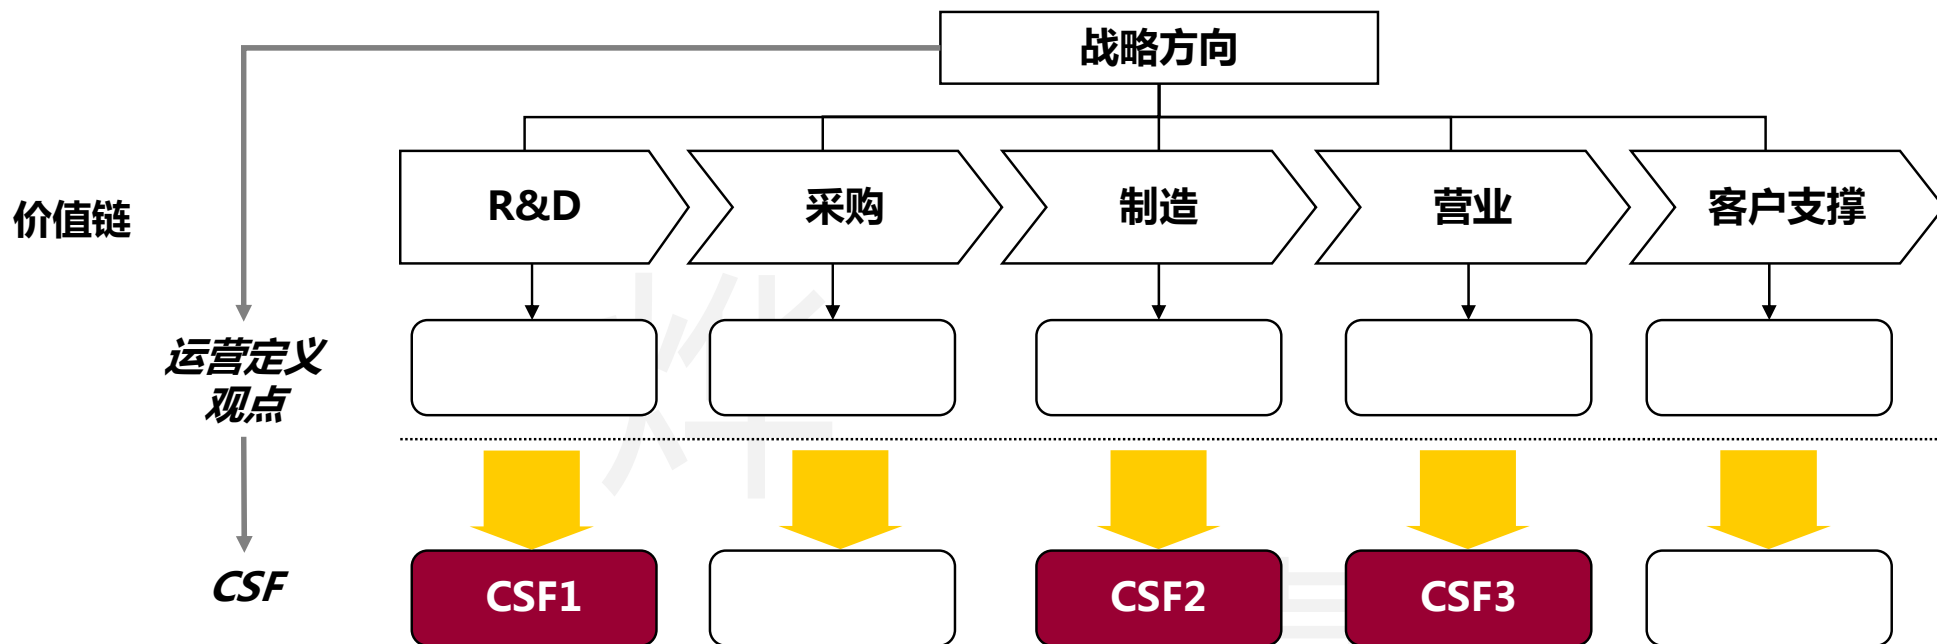 战略方向
价值链
R&D
采购
制造
营业
客户支撑
运营定义
观点
CSF
CSF1
CSF2
CSF3